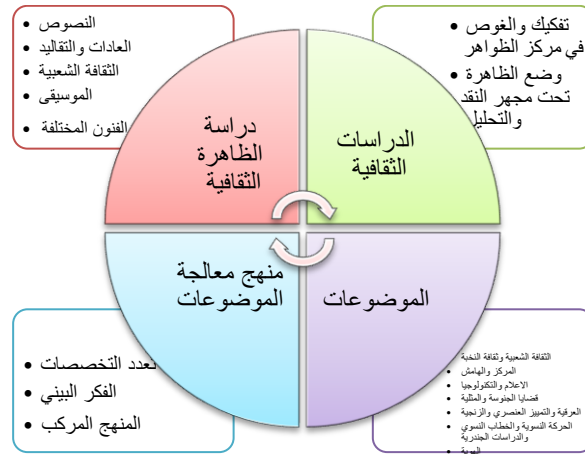 • تفكيك والغوص
في مركز الظواهر
• وضع الظاهرة
تحت مجهر النقد
والتحليل
• النصوص
• العادات والتقاليد
• الثقافة الشعبية
• الموسيقى
• الفنون المختلفة
الدراسات
الثقافية
دراسة
الظاهرة
الثقافية
الموضوعات
منهج معالجة
الموضوعات
• الثقافة الشعبية وثقافة النخبة
• المركز والهامش
• الاعلام والتكنولوجيا
• قضايا الجنوسة والمثلية
• العرقية والتمييز العنصري والزنجية
• الحركة النسوية والخطاب النسوي
والدراسات الجندرية
• الهوية
• تعدد التخصصات
• الفكر البيني
• المنهج المركب